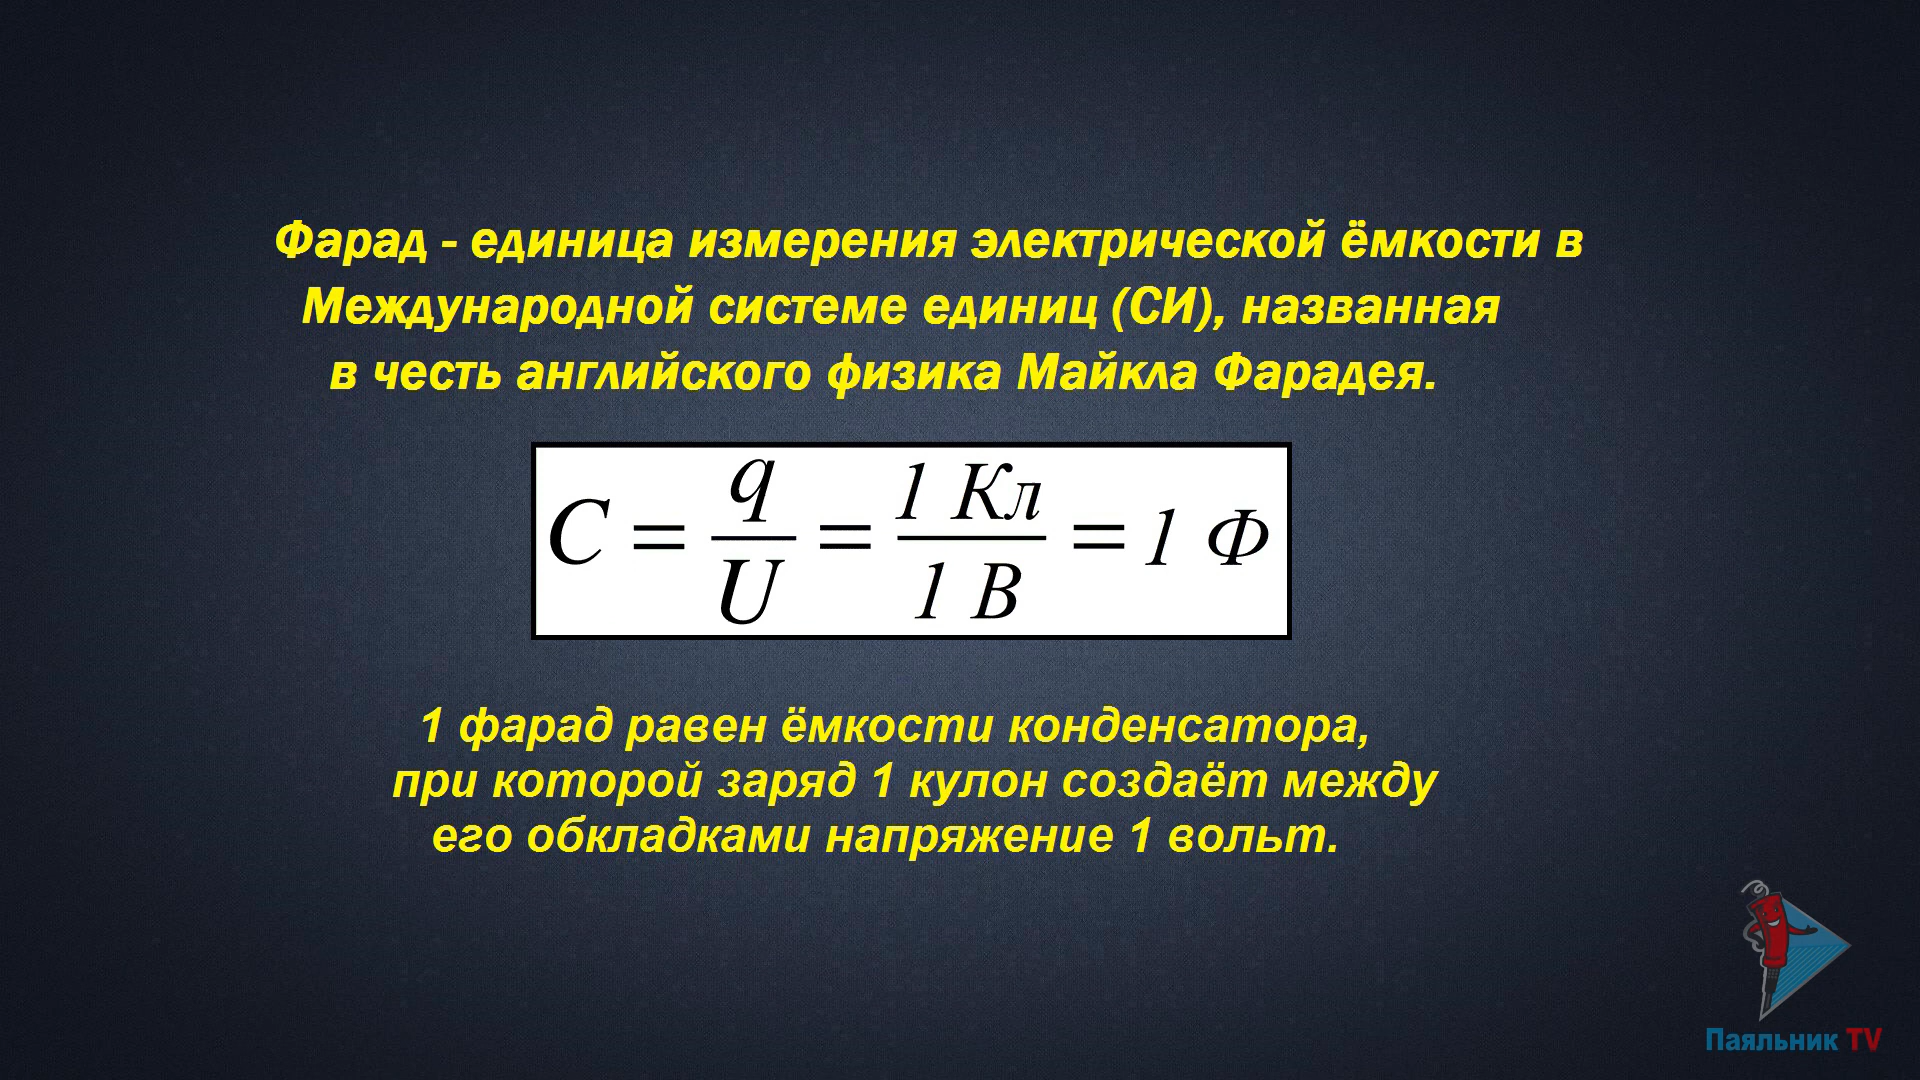 Фарад - единица измерения электрической ёмкости в
Международной системе единиц (СИ), названная
в честь английского физика Майкла Фарадея.
C = q/U = 1 Кл/1 В = 1 Ф
1 фарад равен ёмкости конденсатора,
при которой заряд 1 кулон создаёт между
его обкладками напряжение 1 вольт.
Паяльник TV